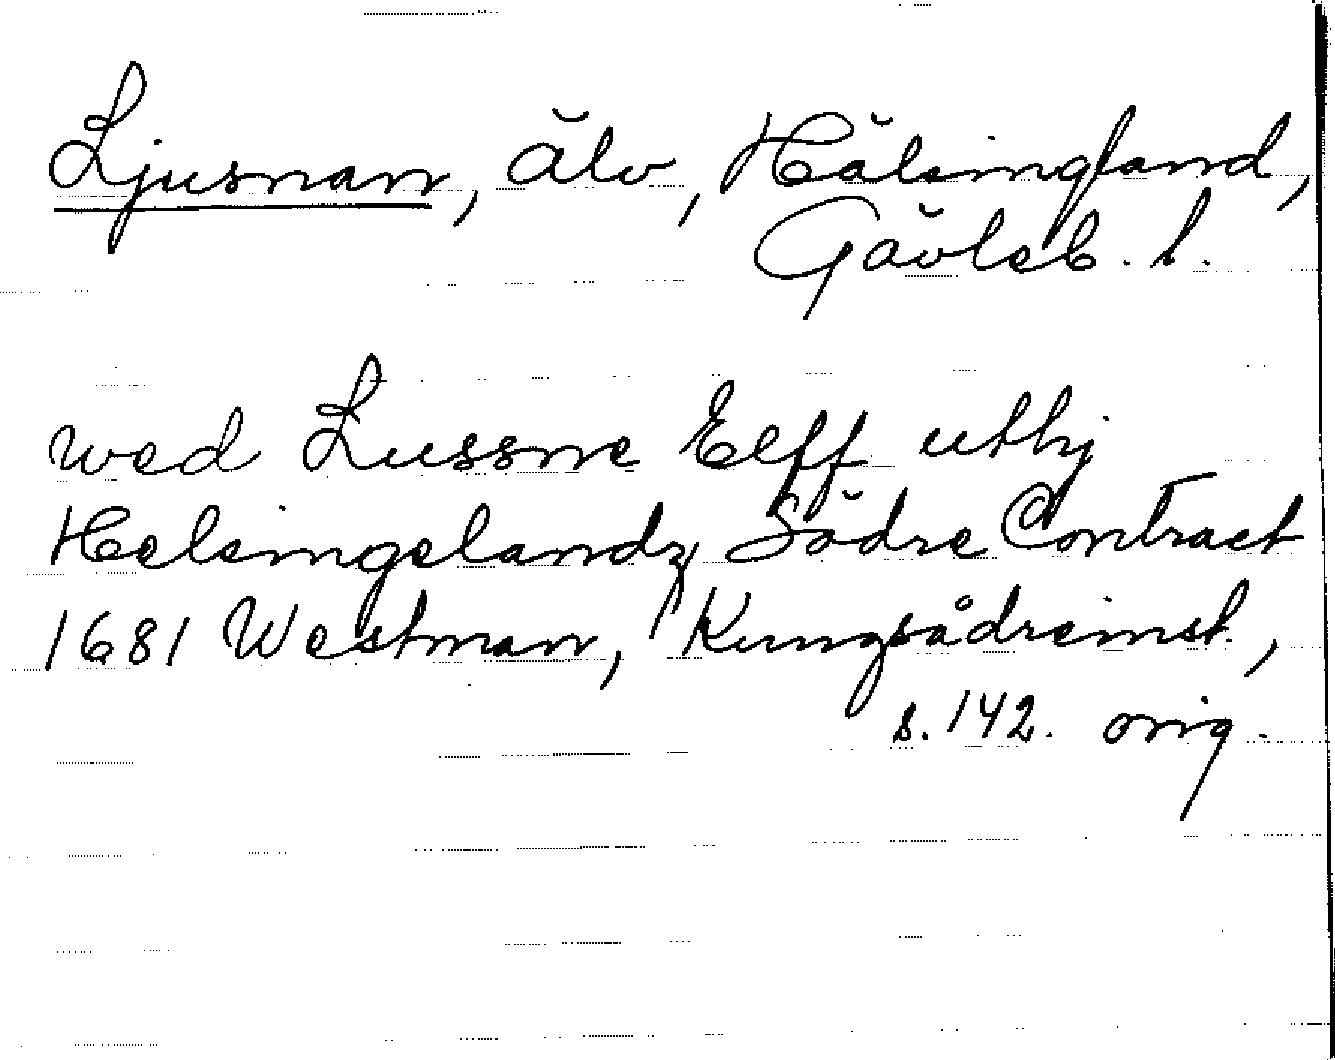 Ljusnan, älv, Hälsingland,
Gävleb. l.
wed Lussne Elff uthj
Helsingelandz Södre Contract
1681 Westman, Kungsådreinst.,
s. 142. orig.